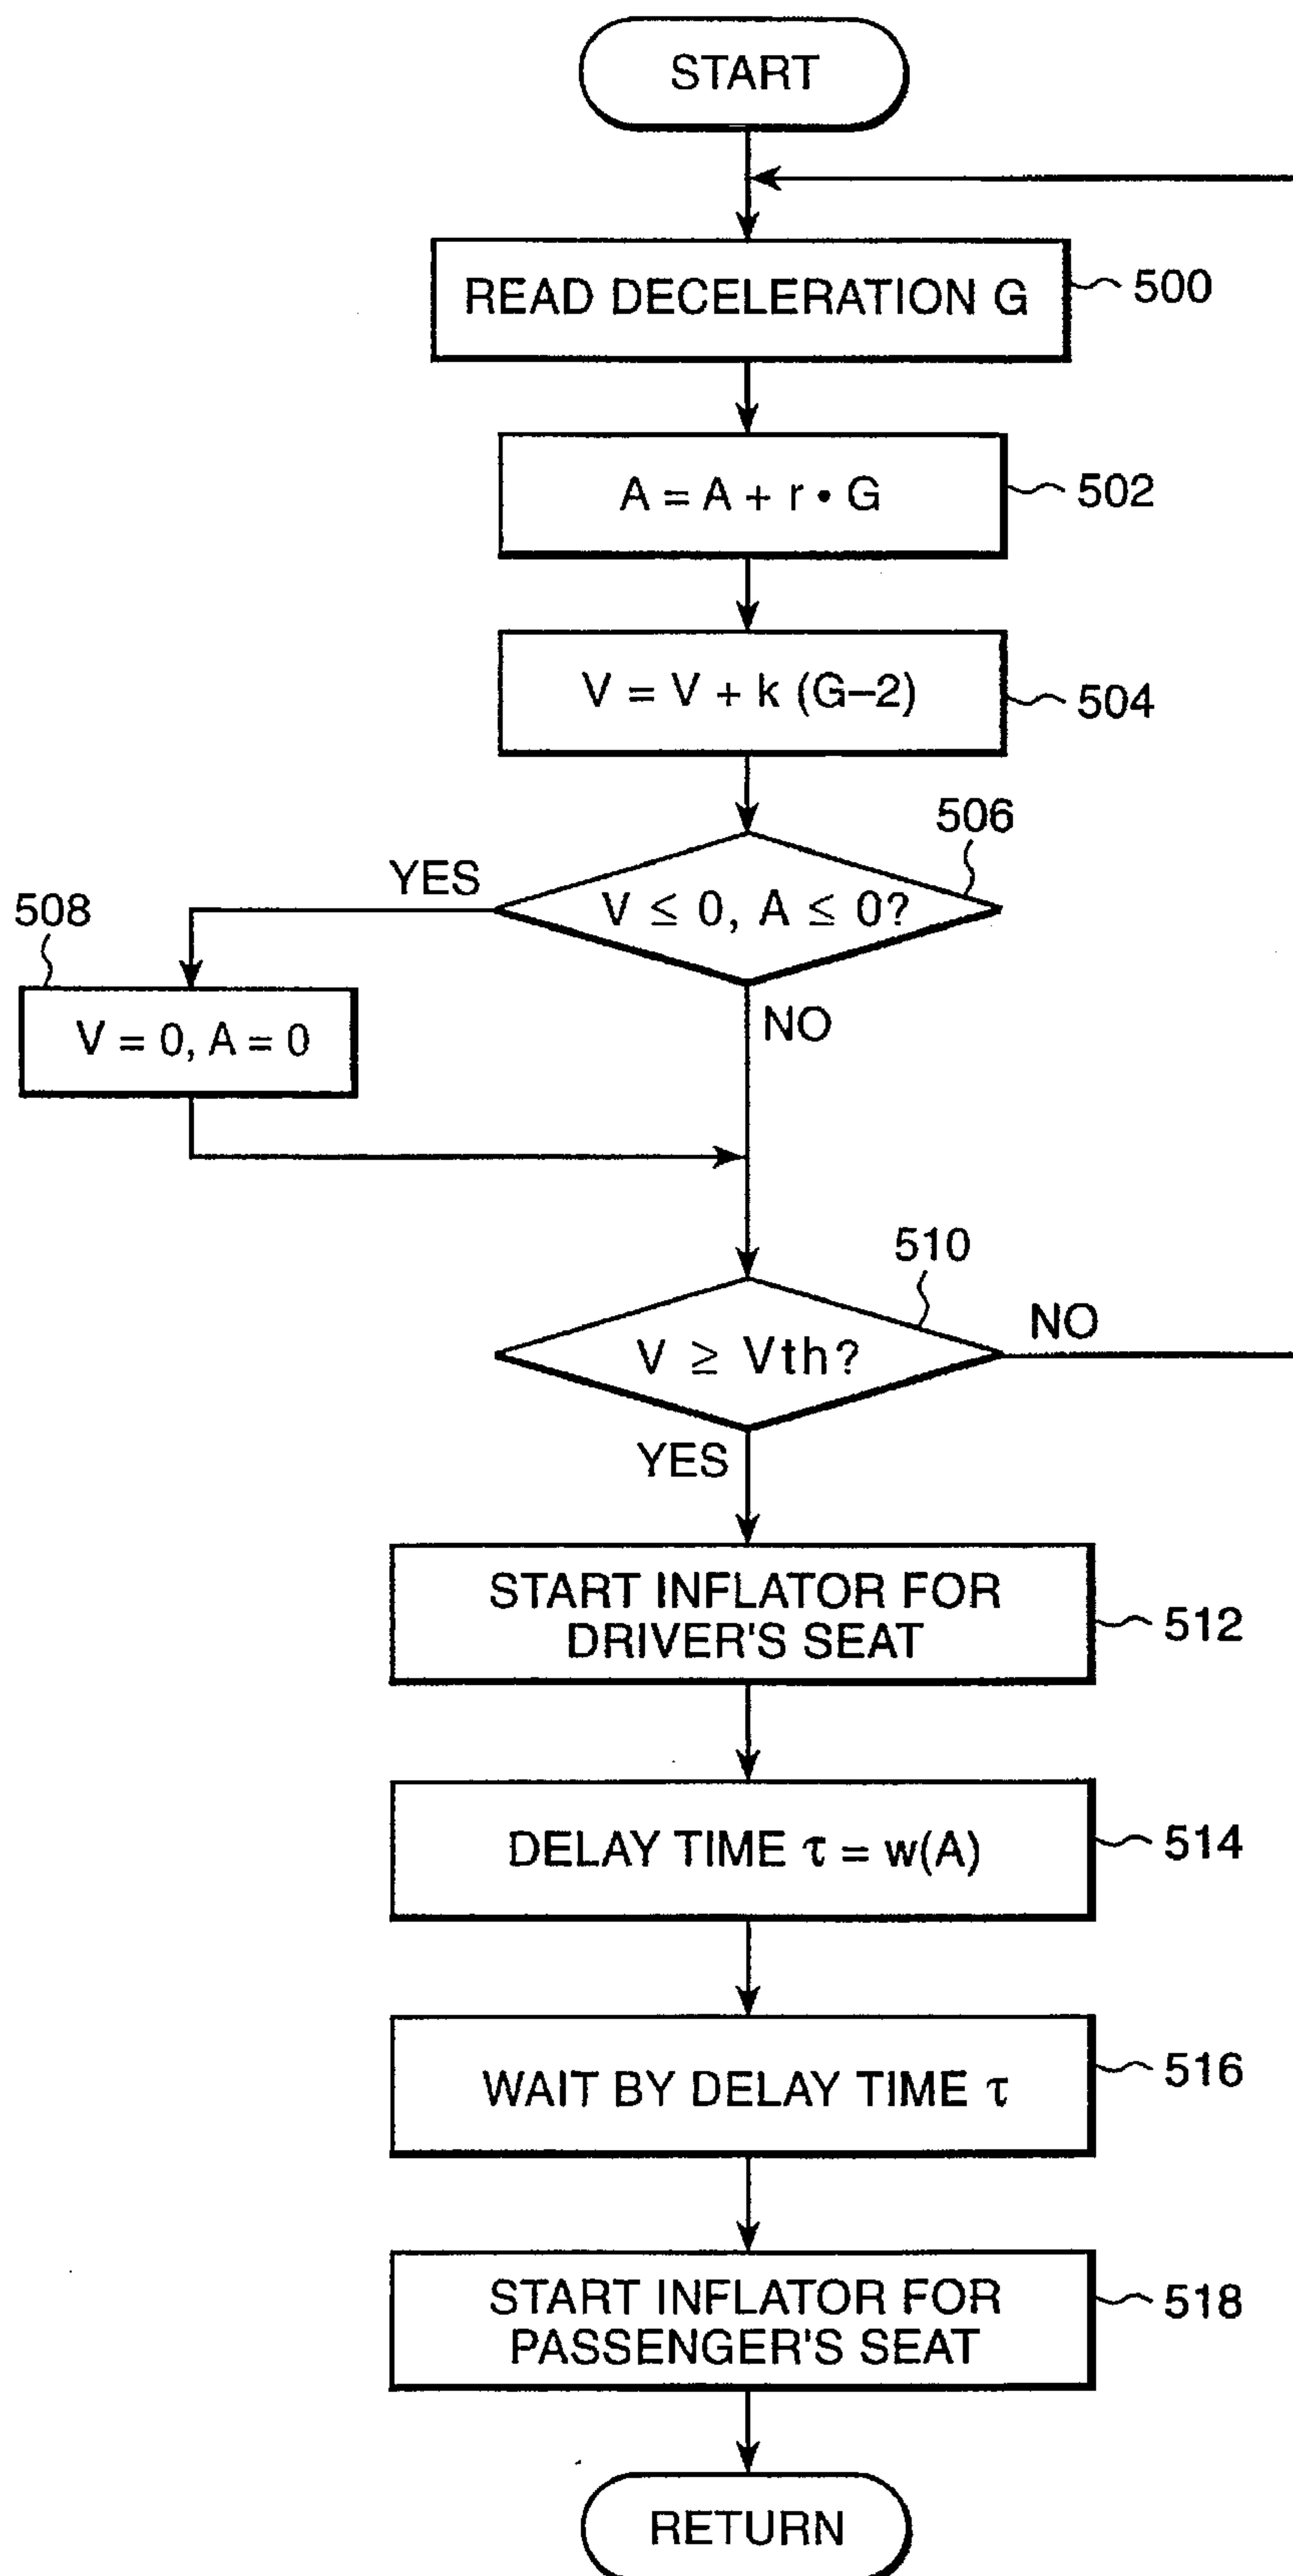 START
READ DECELERATION G
500
A = A + r • G
502
V = V + k (G–2)
504
506
YES
V ≤ 0, A ≤ 0?
508
V = 0, A = 0
NO
510
V ≥ Vth?
NO
YES
START INFLATOR FOR
DRIVER'S SEAT
512
DELAY TIME τ = w(A)
514
WAIT BY DELAY TIME τ
516
START INFLATOR FOR
PASSENGER'S SEAT
518
RETURN